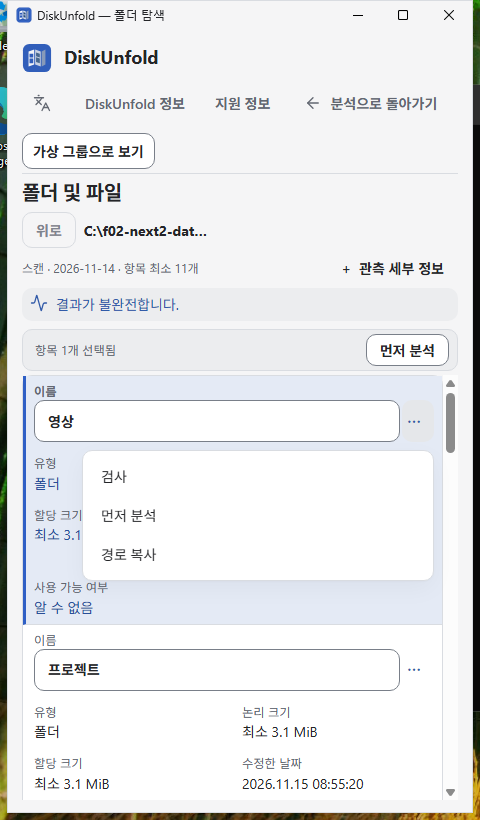 DiskUnfold — 폴더 탐색
DiskUnfold
DiskUnfold 정보 지원 정보 ← 분석으로 돌아가기
가상 그룹으로 보기
폴더 및 파일
위로 C:\f02-next2-dat...
스캔 · 2026-11-14 · 항목 최소 11개 + 관측 세부 정보
결과가 불완전합니다.
항목 1개 선택됨 먼저 분석
이름
영상 ...
유형
폴더
할당 크기
최소 3.1
검사
먼저 분석
경로 복사
사용 가능 여부
알 수 없음
이름
프로젝트 ...
유형 논리 크기
폴더 최소 3.1 MiB
할당 크기 수정한 날짜
최소 3.1 MiB 2026.11.15 08:55:20